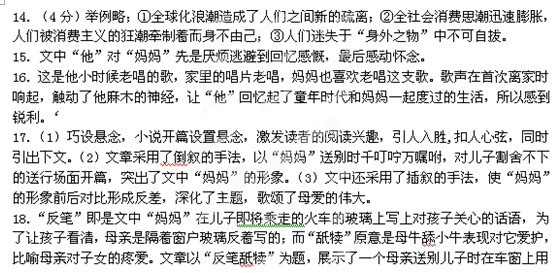 14.（4分）举例略；①全球化浪潮造成了人们之间新的疏离；②全社会消费思潮迅速膨胀，
人们被消费主义的狂潮牵制着而身不由己；③人们迷失于“身外之物”中不可自拔。
15. 文中“他”对“妈妈”先是厌烦逃避到回忆感慨，最后感动怀念。
16. 这是他小时候老唱的歌，家里的唱片老唱，妈妈也喜欢老唱这支歌。歌声在首次离家时
响起，触动了他麻木的神经，让“他”回忆起了童年时代和妈妈一起度过的生活，所以感到
锐利。‘
17.（1）巧设悬念，小说开篇设置悬念，激发读者的阅读兴趣，引人入胜,扣人心弦，同时
引出下文。（2）文章采用了倒叙的手法，以“妈妈”送别时千叮咛万嘱咐，对儿子割舍不下
的送行场面开篇，突出了文中“妈妈”的形象。（3）文中还采用了插叙的手法，使“妈妈”
的形象前后对比形成反差，深化了主题，歌颂了母爱的伟大。
18.“反笔”即是文中“妈妈”在儿子即将乘走的火车的玻璃上写上对孩子关心的话语，为
了让孩子看清，母亲是隔着窗户玻璃反着写的；而“舐犊”原意是母牛舔小牛表现对它爱护，
比喻母亲对子女的疼爱。文章以“反笔舐犊”为题，展示了一个母亲送别儿子时在车窗上用